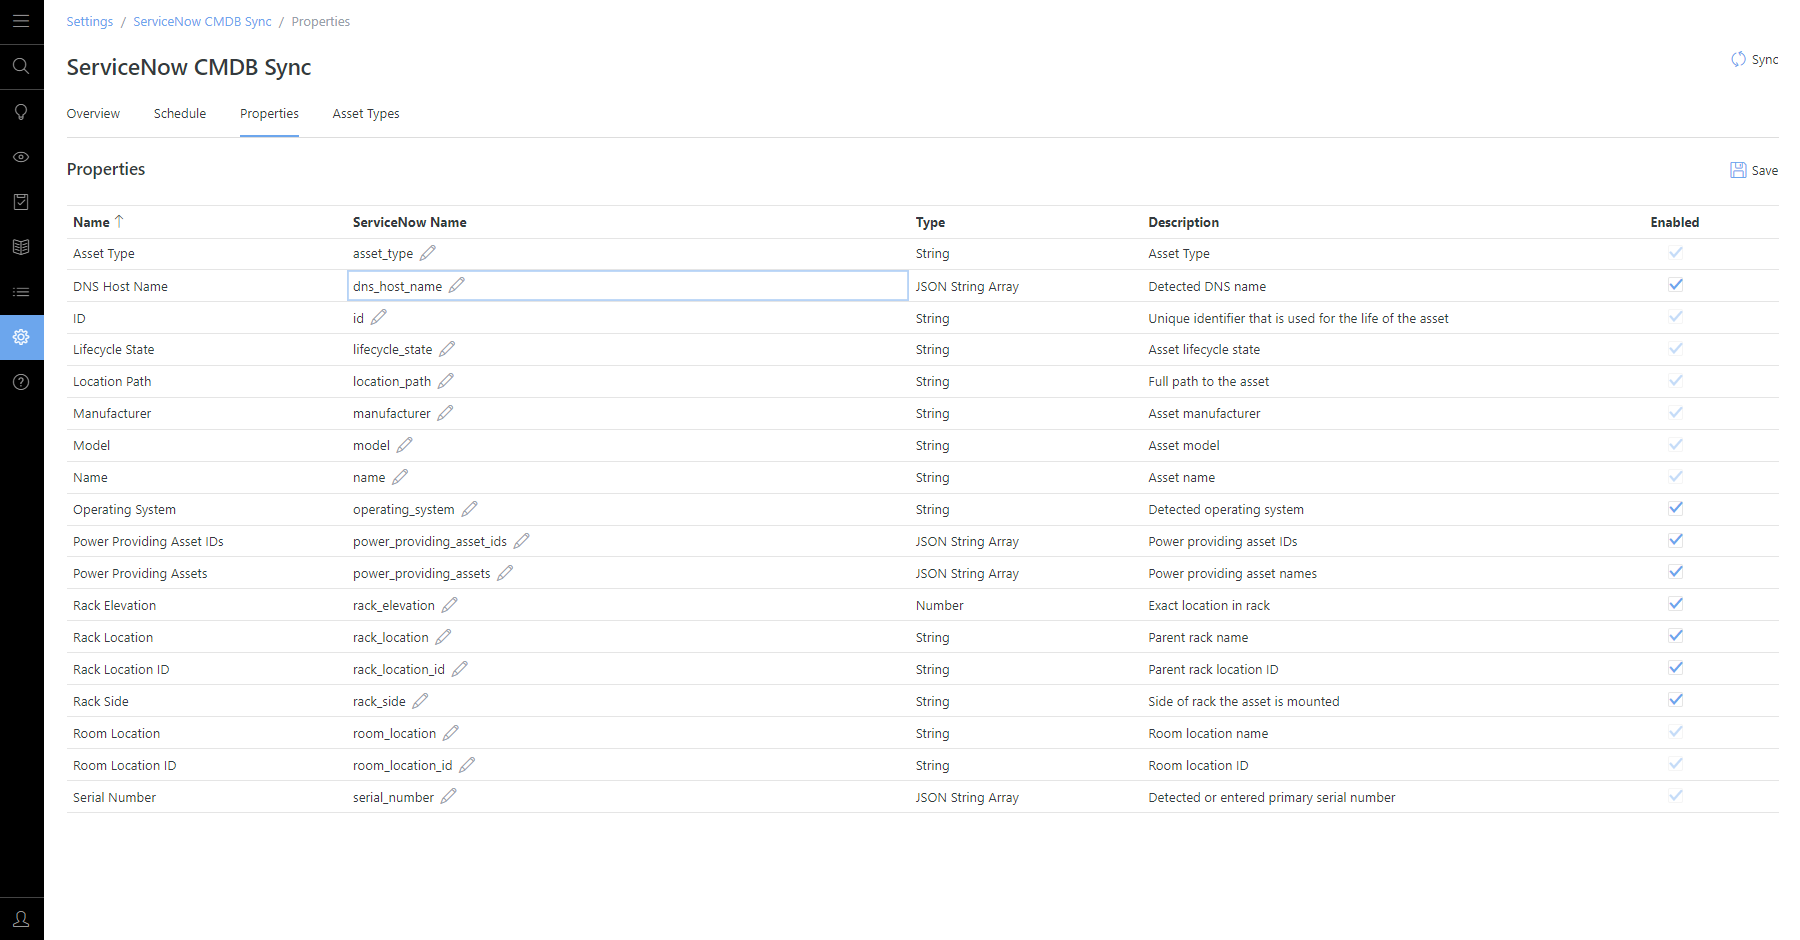 Settings / ServiceNow CMDB Sync / Properties
ServiceNow CMDB Sync
Sync
Overview Schedule Properties Asset Types
Properties
Save
Name ServiceNow Name Type Description Enabled
Asset Type asset_type String Asset Type
DNS Host Name dns_host_name JSON String Array Detected DNS name
ID id String Unique identifier that is used for the life of the asset
Lifecycle State lifecycle_state String Asset lifecycle state
Location Path location_path String Full path to the asset
Manufacturer manufacturer String Asset manufacturer
Model model String Asset model
Name name String Asset name
Operating System operating_system String Detected operating system
Power Providing Asset IDs power_providing_asset_ids JSON String Array Power providing asset IDs
Power Providing Assets power_providing_assets JSON String Array Power providing asset names
Rack Elevation rack_elevation Number Exact location in rack
Rack Location rack_location String Parent rack name
Rack Location ID rack_location_id String Parent rack location ID
Rack Side rack_side String Side of rack the asset is mounted
Room Location room_location String Room location name
Room Location ID room_location_id String Room location ID
Serial Number serial_number JSON String Array Detected or entered primary serial number